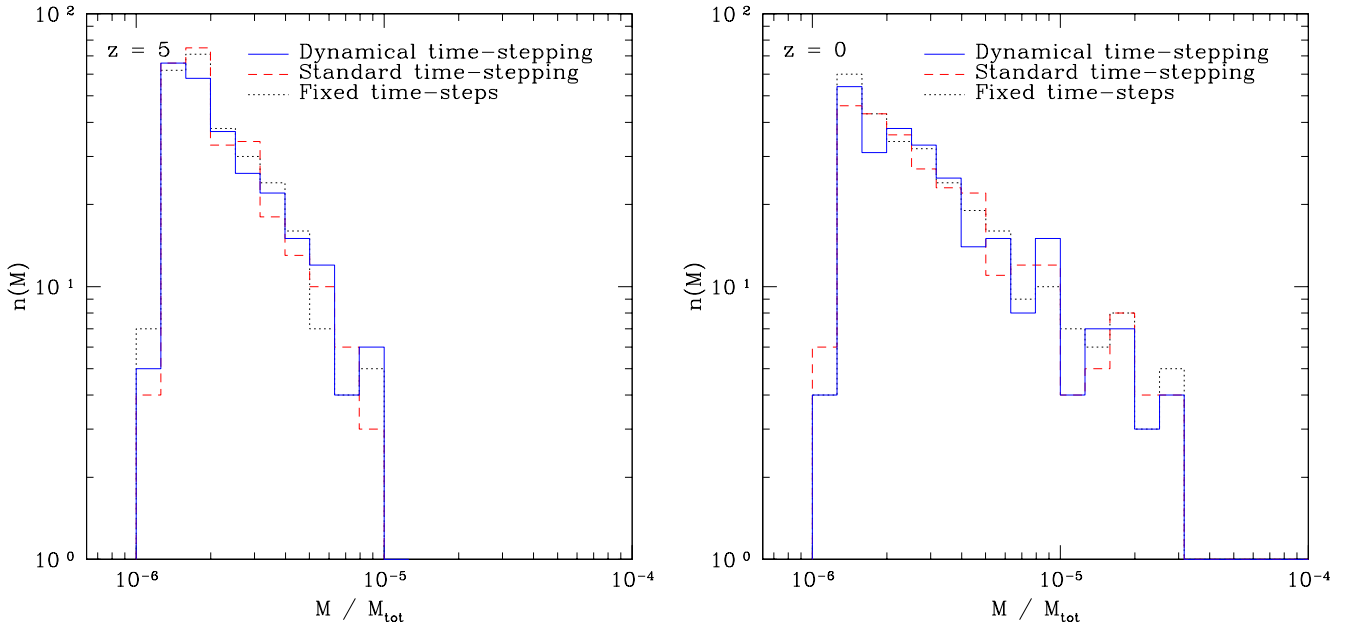 10²
z = 5
Dynamical time−stepping
Standard time−stepping
Fixed time−steps
n(M)
10¹
10⁰
10⁻⁶
10⁻⁵
10⁻⁴
M / Mtot
10²
z = 0
Dynamical time−stepping
Standard time−stepping
Fixed time−steps
n(M)
10¹
10⁰
10⁻⁶
10⁻⁵
10⁻⁴
M / Mtot